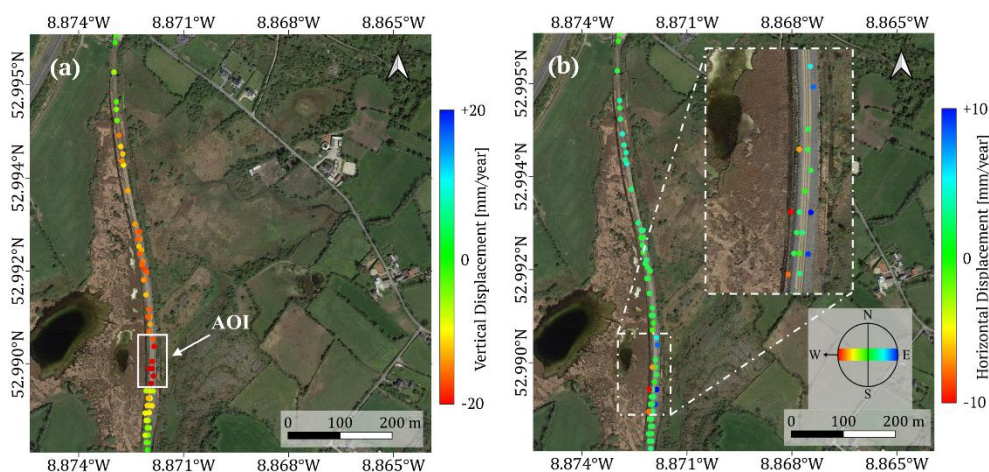 8.874°W 8.871°W 8.868°W 8.865°W
(a)
52.995°N
52.994°N
52.992°N
52.990°N
AOI
0 100 200 m
8.874°W 8.871°W 8.868°W 8.865°W
+20
0
-20
Vertical Displacement [mm/year]
8.874°W 8.871°W 8.868°W 8.865°W
(b)
52.995°N
52.994°N
52.992°N
52.990°N
N
W E
S
0 100 200 m
8.874°W 8.871°W 8.868°W 8.865°W
+10
0
-10
Horizontal Displacement [mm/year]